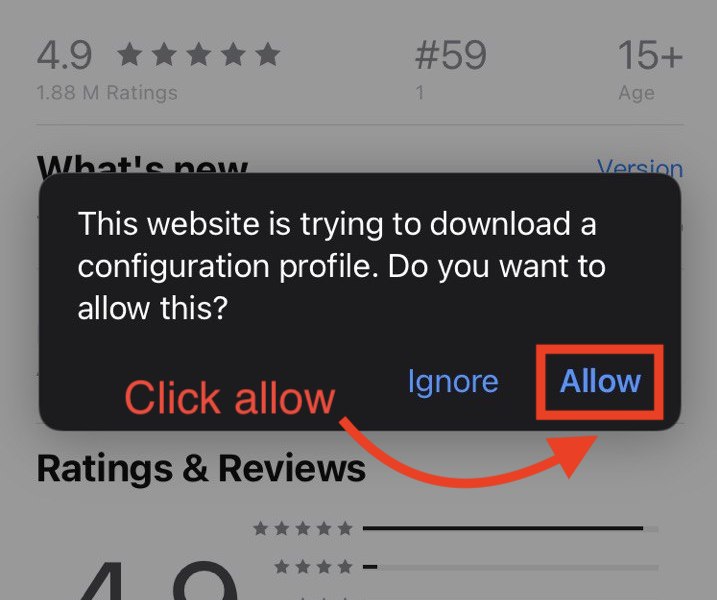 4.9 ★★★★★ #59 15+
1.88 M Ratings 1 Age
What's new Version
This website is trying to download a
configuration profile. Do you want to
allow this?
Ignore Allow
Click allow
Ratings & Reviews
4.9